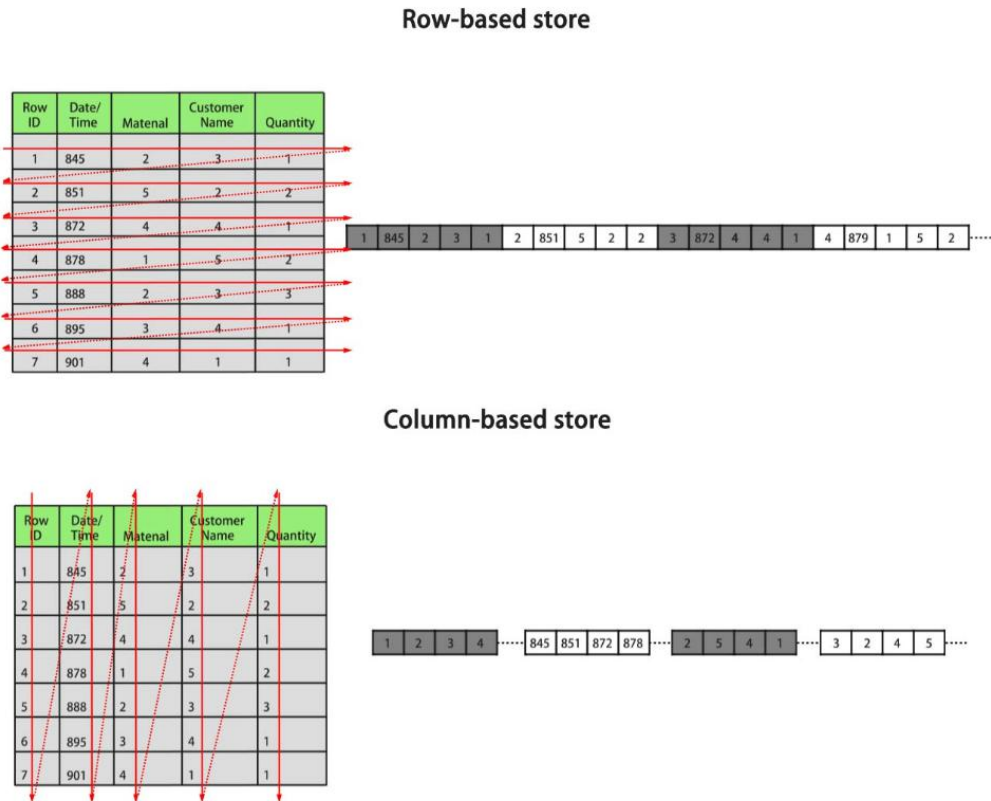 Row-based store
Row ID Date/ Time Matenal Customer Name Quantity
1 845 2 3 1
2 851 5 2 2
3 872 4 4 1
4 878 1 5 2
5 888 2 3 3
6 895 3 4 1
7 901 4 1 1
1 845 2 3 1 2 851 5 2 2 3 872 4 4 1 4 879 1 5 2
Column-based store
Row ID Date/ Time Matenal Customer Name Quantity
1 845 2 3 1
2 851 5 2 2
3 872 4 4 1
4 878 1 5 2
5 888 2 3 3
6 895 3 4 1
7 901 4 1 1
1 2 3 4 845 851 872 878 2 5 4 1 3 2 4 5